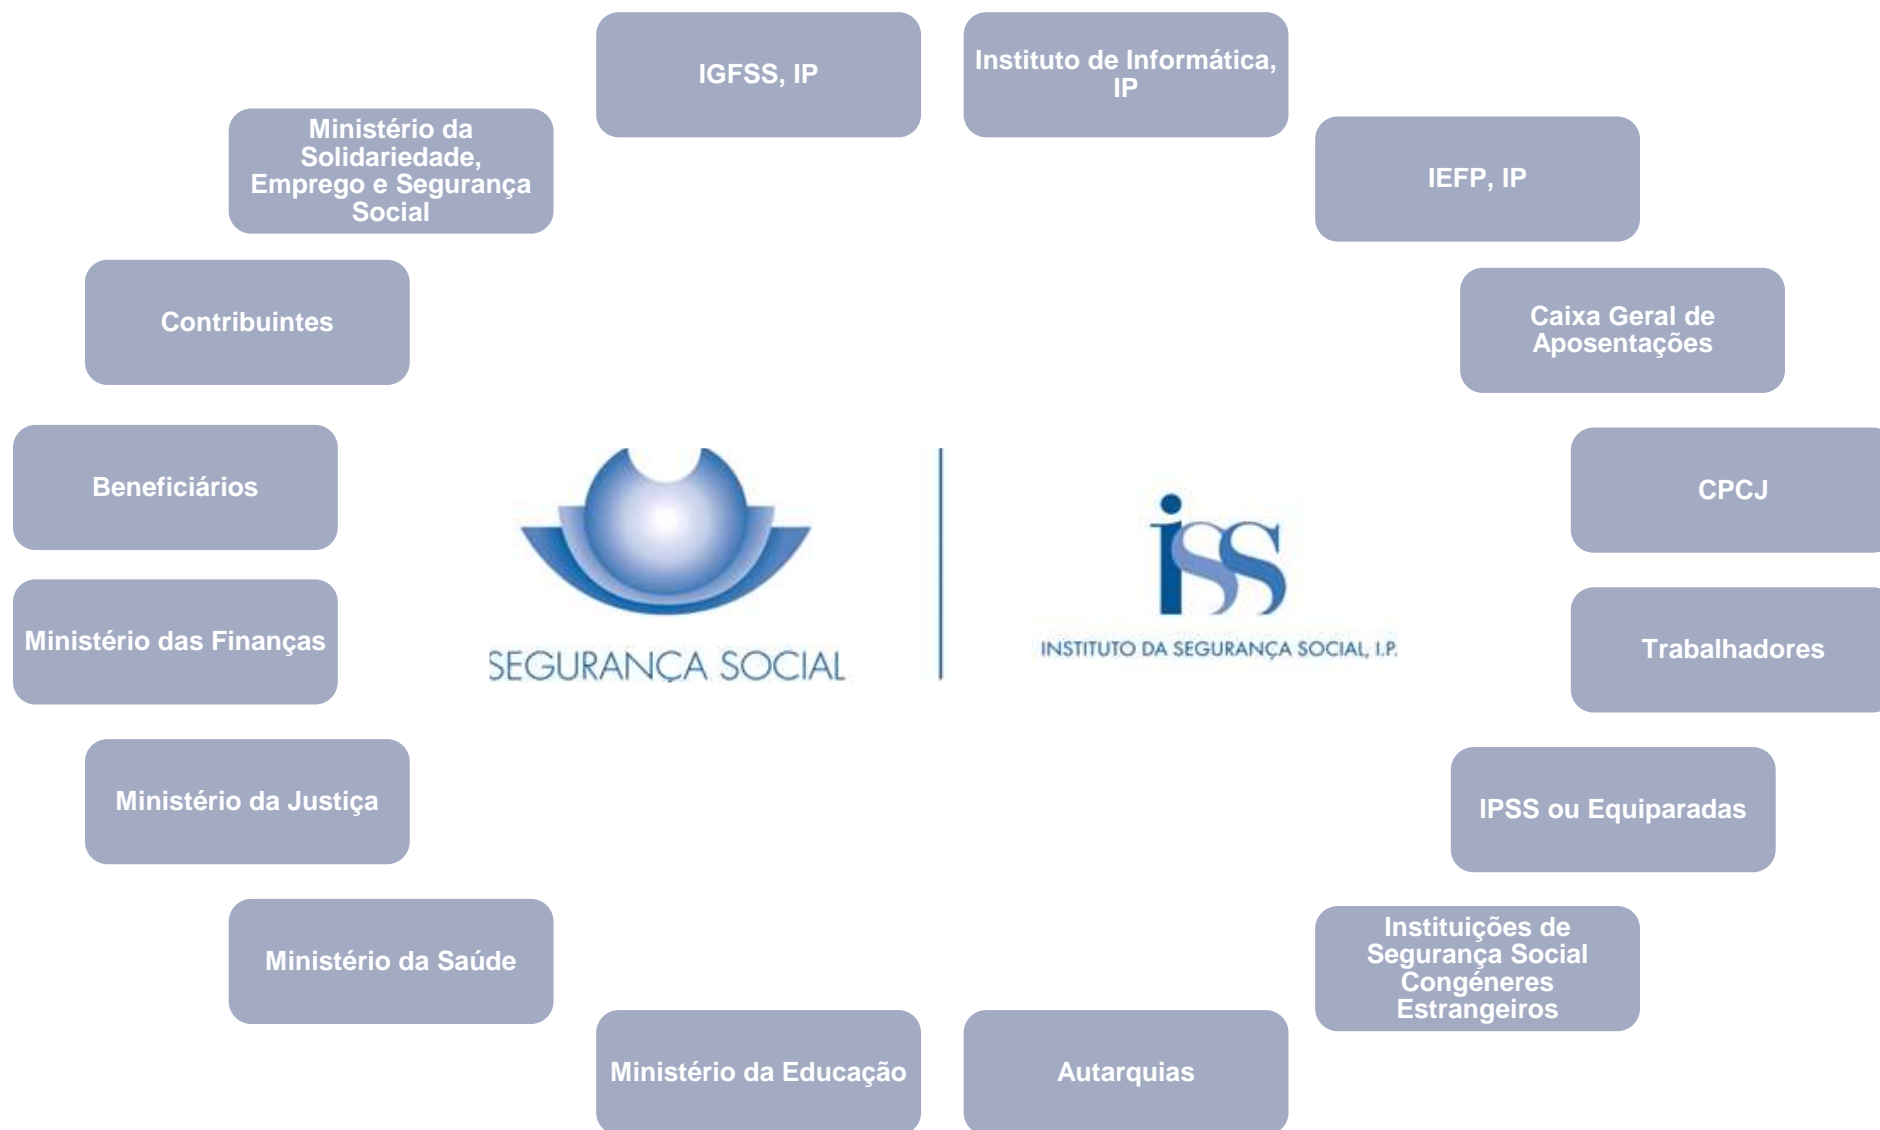 IGFSS, IP
Instituto de Informática,
IP
Ministério da
Solidariedade,
Emprego e Segurança
Social
IEFP, IP
Contribuintes
Caixa Geral de
Aposentações
Beneficiários
CPCJ
Ministério das Finanças
SEGURANÇA SOCIAL
iss
INSTITUTO DA SEGURANÇA SOCIAL, I.P.
Trabalhadores
Ministério da Justiça
IPSS ou Equiparadas
Ministério da Saúde
Instituições de
Segurança Social
Congéneres
Estrangeiros
Ministério da Educação
Autarquias